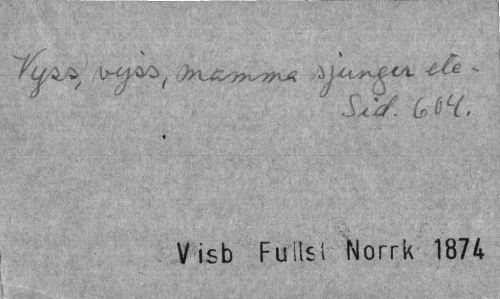 Vyss, vyss, mamma sjunger etc.
Sid. 604.
Visb Fullst Norrk 1874